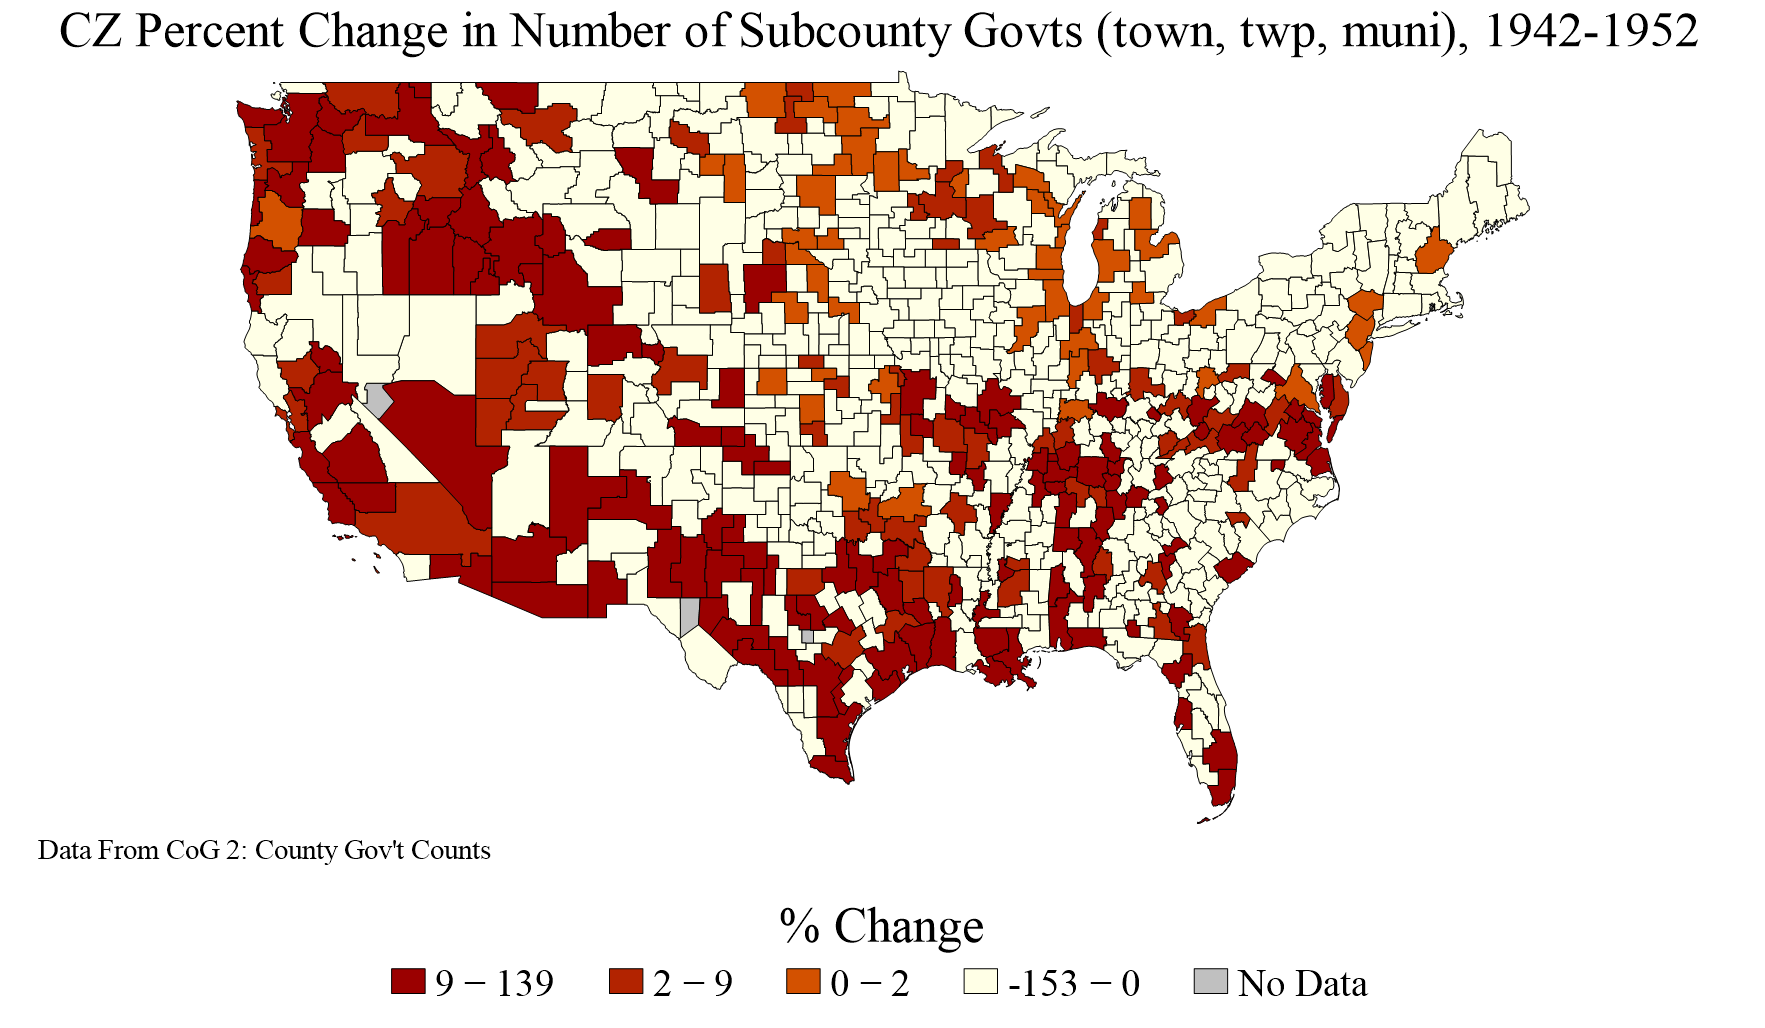 CZ Percent Change in Number of Subcounty Govts (town, twp, muni), 1942-1952
Data From CoG 2: County Gov't Counts
% Change
9 − 139 2 − 9 0 − 2 -153 − 0 No Data